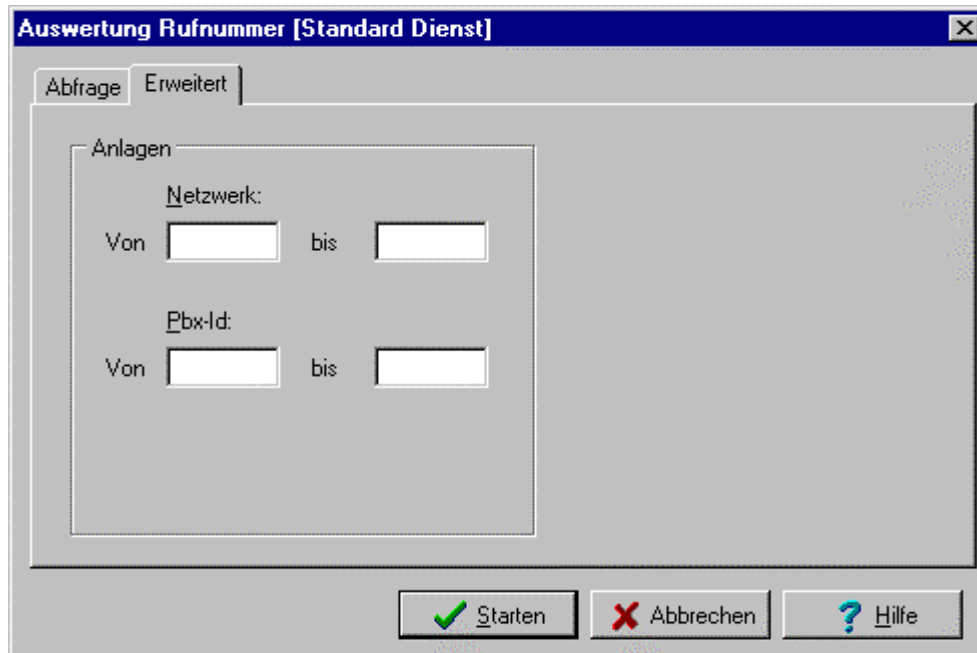 Auswertung Rufnummer [Standard Dienst]
Abfrage Erweitert
Anlagen
Netzwerk:
Von bis
Pbx-Id:
Von bis
Starten Abbrechen Hilfe